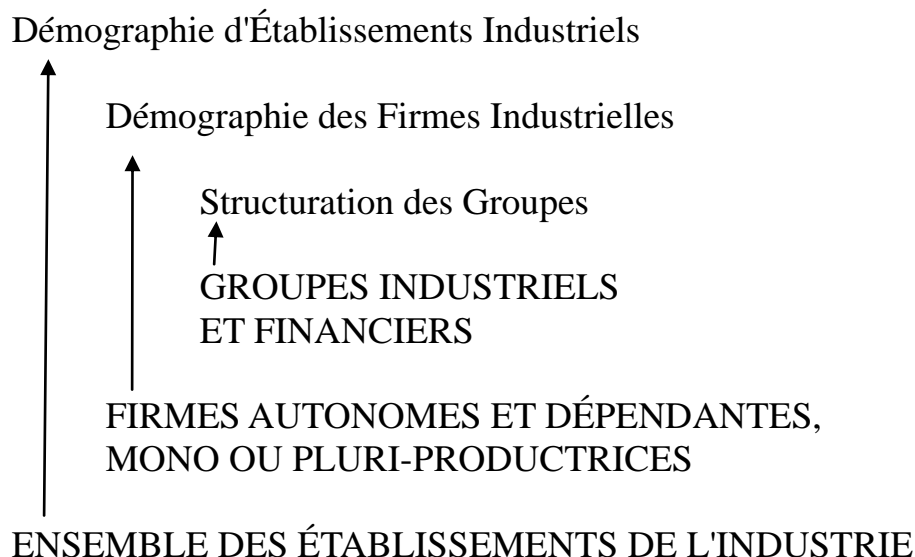 Démographie d'Établissements Industriels
Démographie des Firmes Industrielles
Structuration des Groupes
GROUPES INDUSTRIELS
ET FINANCIERS
FIRMES AUTONOMES ET DÉPENDANTES,
MONO OU PLURI-PRODUCTRICES
ENSEMBLE DES ÉTABLISSEMENTS DE L'INDUSTRIE